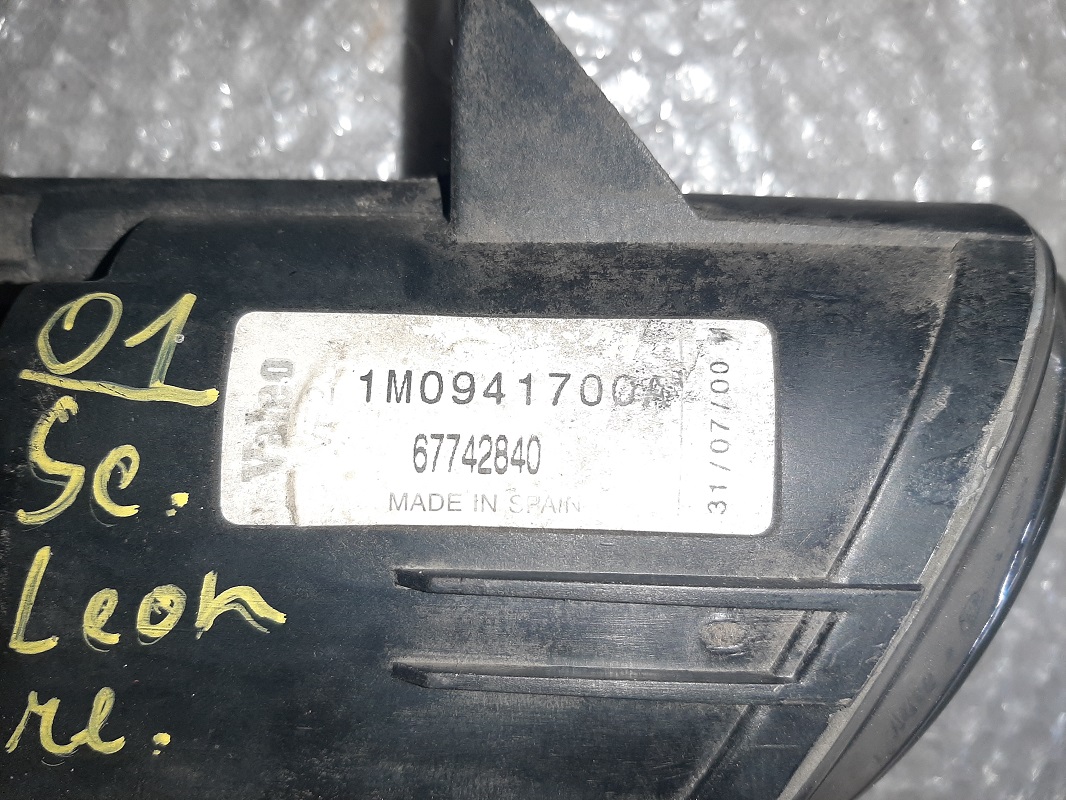 01
Se.
Leon
re.
Valeo
1M0941700A
67742840
MADE IN SPAIN
31/07/00